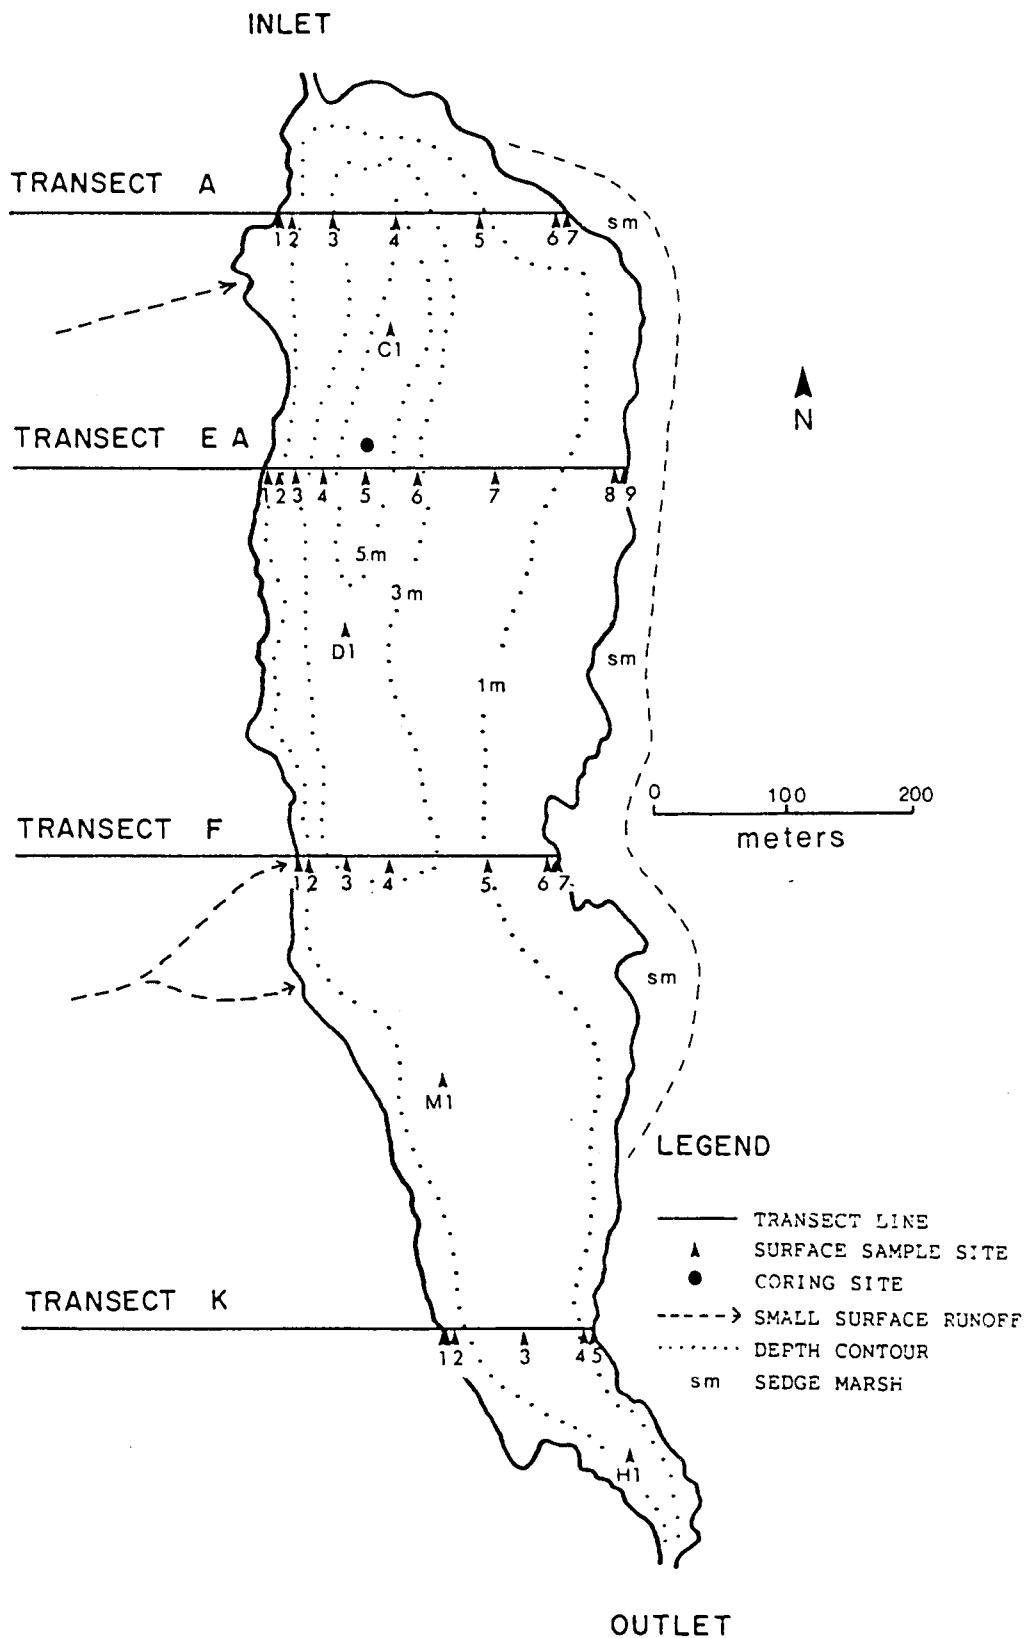 INLET
TRANSECT A
sm
1 2 3 4 5 6 7
C1
N
TRANSECT E A
1 2 3 4 5 6 7 8 9
5 m
3 m
D1
sm
1 m
0 100 200
meters
TRANSECT F
1 2 3 4 5 6 7
sm
M1
LEGEND
TRANSECT LINE
SURFACE SAMPLE SITE
CORING SITE
SMALL SURFACE RUNOFF
DEPTH CONTOUR
sm SEDGE MARSH
TRANSECT K
1 2 3 4 5
H1
OUTLET